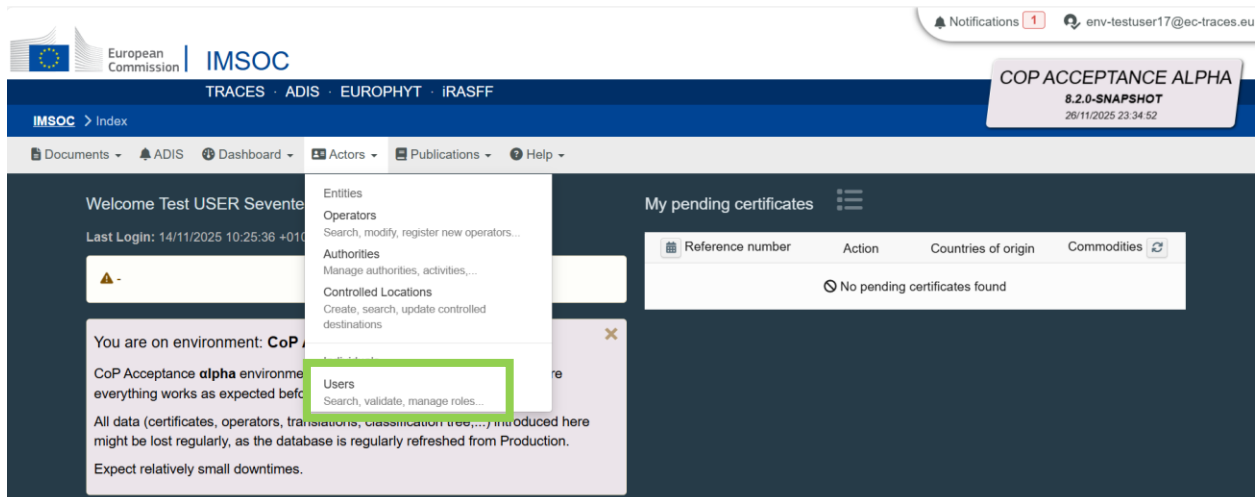 Notifications 1 env-testuser17@ec-traces.eu
European
Commission
IMSOC
COP ACCEPTANCE ALPHA
8.2.0-SNAPSHOT
26/11/2025 23:34:52
TRACES · ADIS · EUROPHYT · iRASFF
IMSOC > Index
Documents ADIS Dashboard Actors Publications Help
Welcome Test USER Sevente
Last Login: 14/11/2025 10:25:36 +010
-
Entities
Operators
Search, modify, register new operators...
Authorities
Manage authorities, activities,...
Controlled Locations
Create, search, update controlled
destinations
Users
Search, validate, manage roles...
My pending certificates
Reference number Action Countries of origin Commodities
No pending certificates found
You are on environment: CoP
CoP Acceptance αlpha environme re
everything works as expected befo
All data (certificates, operators, translations, classification tree,...) introduced here
might be lost regularly, as the database is regularly refreshed from Production.
Expect relatively small downtimes.